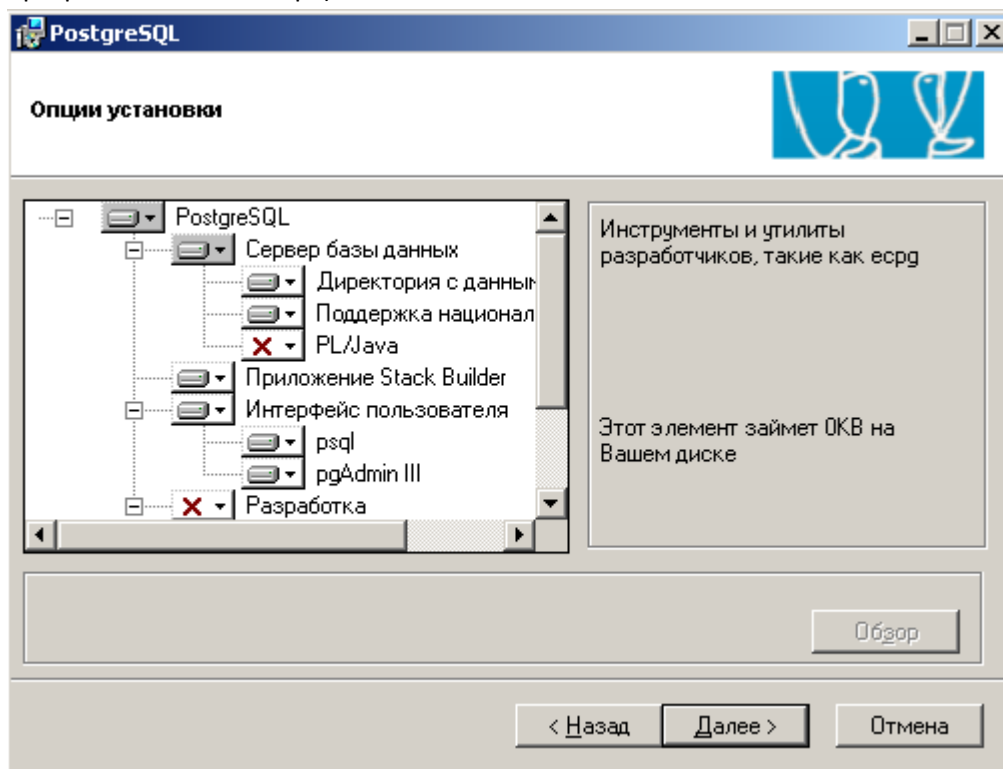 PostgreSQL
Опции установки
PostgreSQL
Сервер базы данных
Директория с данны
Поддержка национал
PL/Java
Приложение Stack Builder
Интерфейс пользователя
psql
pgAdmin III
Разработка
Инструменты и утилиты
разработчиков, такие как ecpg
Этот элемент займет 0KB на
Вашем диске
Обзор
< Назад
Далее >
Отмена